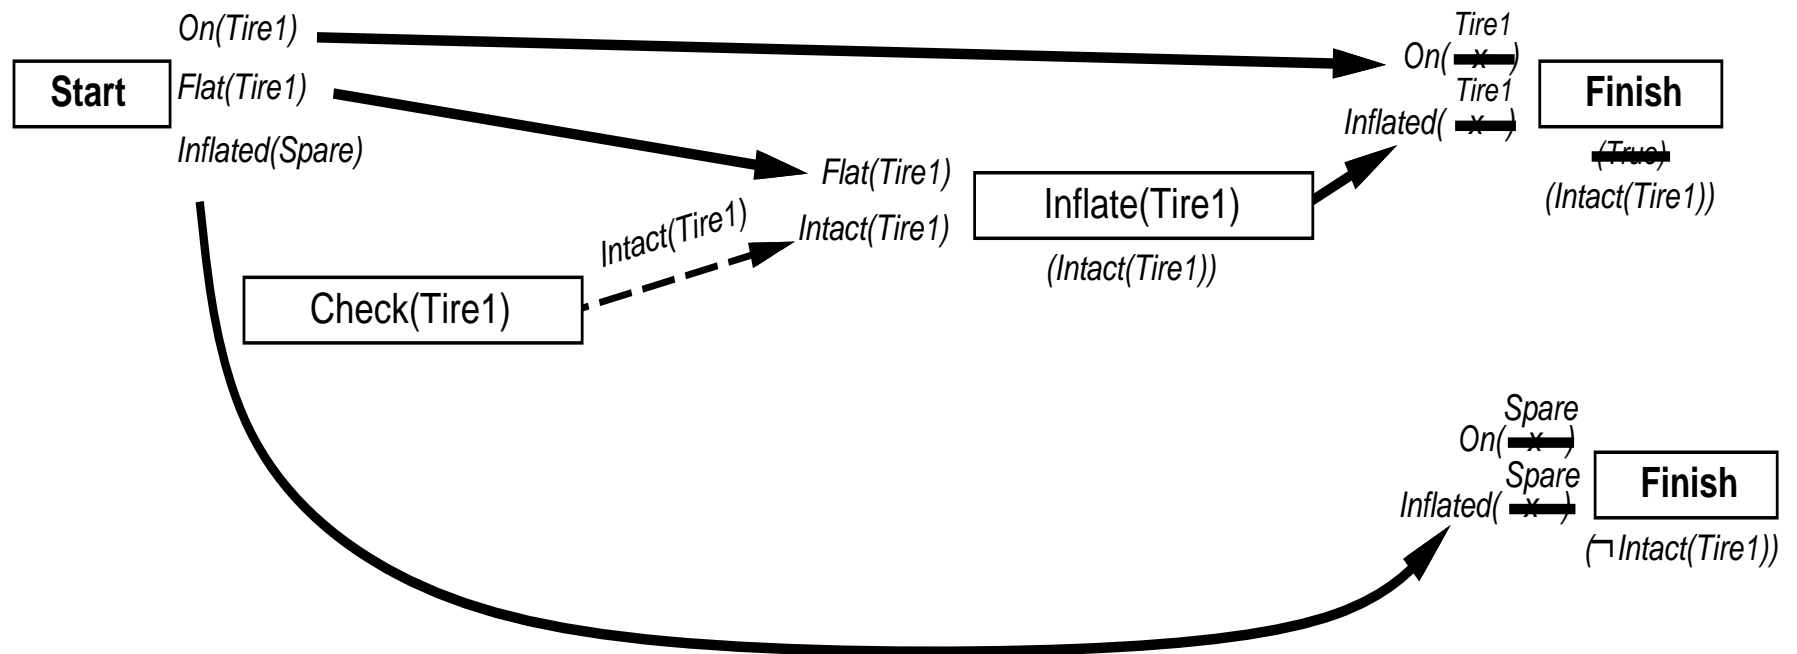 On(Tire1)
Start
Flat(Tire1)
Inflated(Spare)
Tire1
On( x )
Tire1
Inflated( x )
Finish
(True)
(Intact(Tire1))
Flat(Tire1)
Intact(Tire1)
Inflate(Tire1)
(Intact(Tire1))
Intact(Tire1)
Check(Tire1)
Spare
On( x )
Spare
Inflated( x )
Finish
(¬ Intact(Tire1))